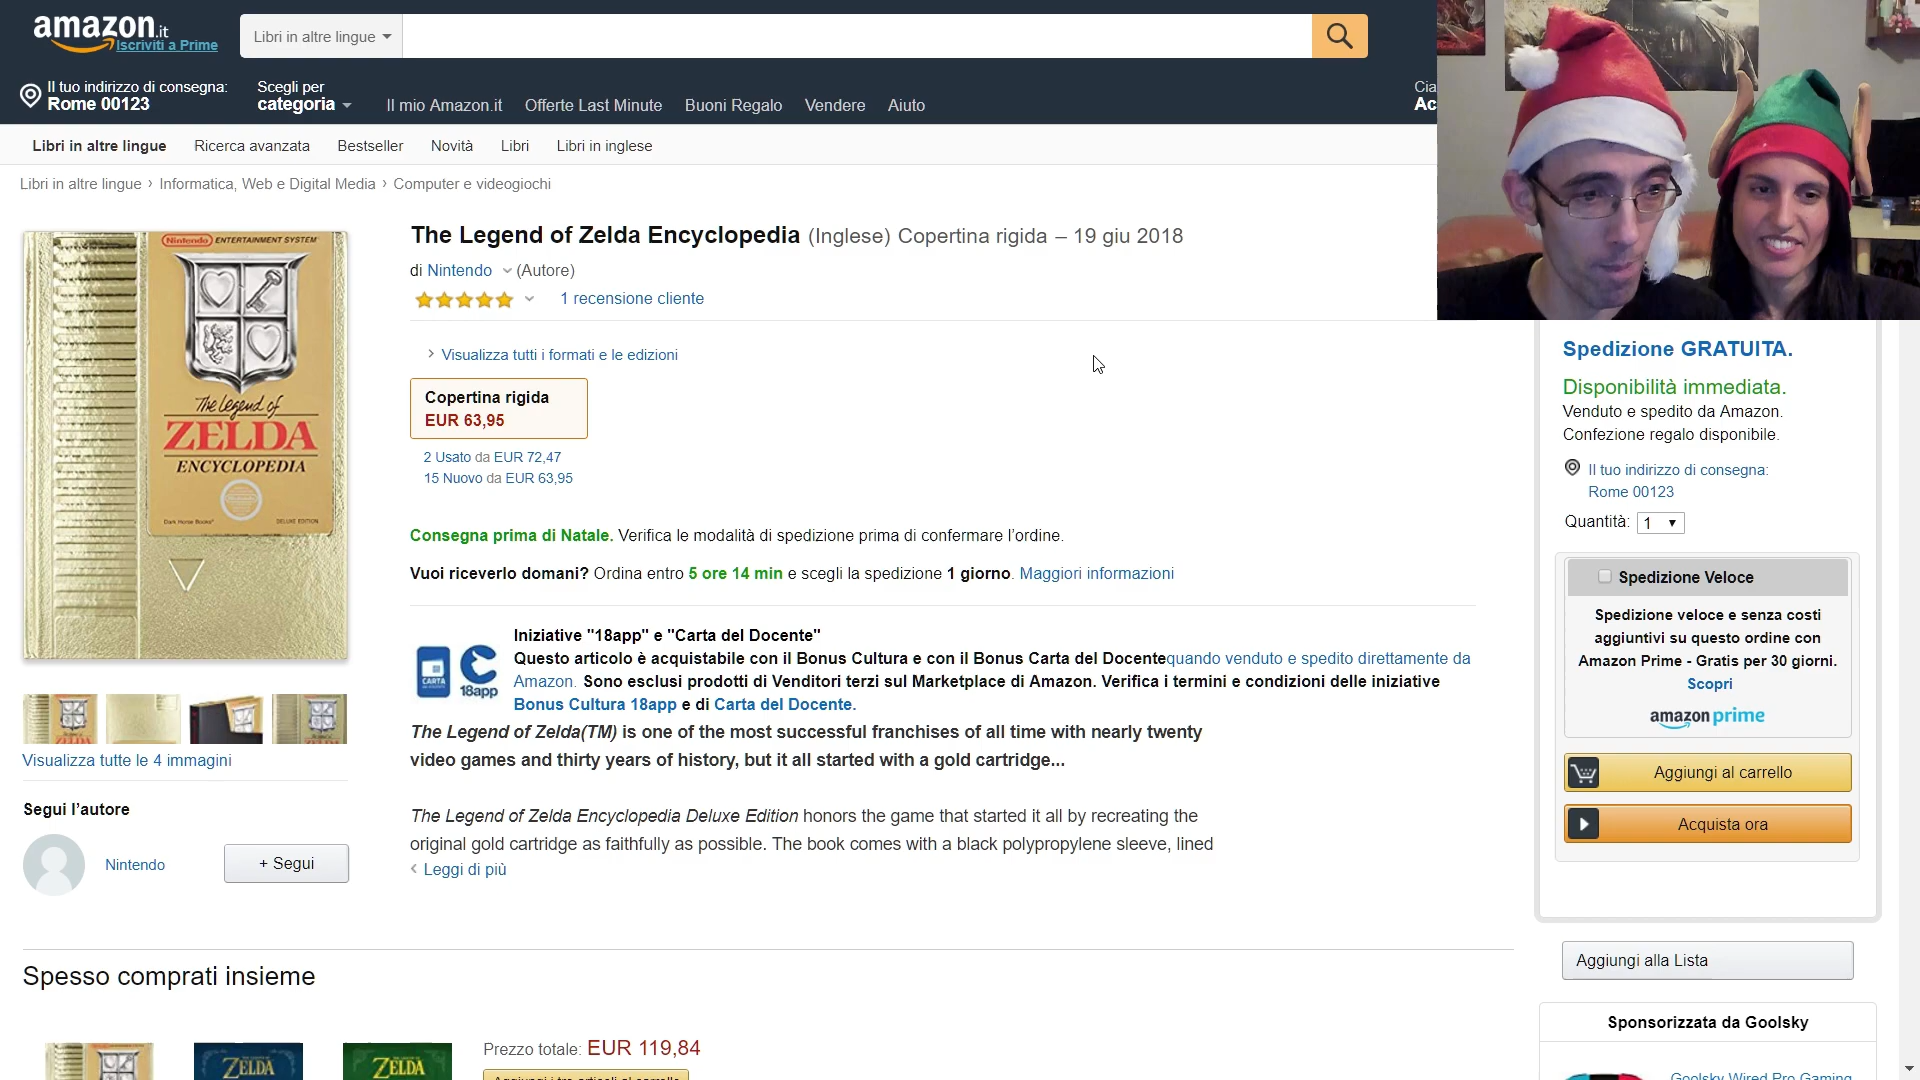 amazon.it
Iscriviti a Prime
Libri in altre lingue
Il tuo indirizzo di consegna:
Rome 00123
Scegli per
categoria
Il mio Amazon.it
Offerte Last Minute
Buoni Regalo
Vendere
Aiuto
Cia
Ac
Libri in altre lingue
Ricerca avanzata
Bestseller
Novità
Libri
Libri in inglese
Libri in altre lingue › Informatica, Web e Digital Media › Computer e videogiochi
Nintendo ENTERTAINMENT SYSTEM
The Legend of
ZELDA
ENCYCLOPEDIA
Dark Horse Books
DELUXE EDITION
The Legend of Zelda Encyclopedia (Inglese) Copertina rigida – 19 giu 2018
di Nintendo (Autore)
1 recensione cliente
› Visualizza tutti i formati e le edizioni
Copertina rigida
EUR 63,95
2 Usato da EUR 72,47
15 Nuovo da EUR 63,95
Consegna prima di Natale. Verifica le modalità di spedizione prima di confermare l'ordine.
Vuoi riceverlo domani? Ordina entro 5 ore 14 min e scegli la spedizione 1 giorno. Maggiori informazioni
CARTA
18app
Iniziative "18app" e "Carta del Docente"
Questo articolo è acquistabile con il Bonus Cultura e con il Bonus Carta del Docentequando venduto e spedito direttamente da
Amazon. Sono esclusi prodotti di Venditori terzi sul Marketplace di Amazon. Verifica i termini e condizioni delle iniziative
Bonus Cultura 18app e di Carta del Docente.
The Legend of Zelda(TM) is one of the most successful franchises of all time with nearly twenty
video games and thirty years of history, but it all started with a gold cartridge...
The Legend of Zelda Encyclopedia Deluxe Edition honors the game that started it all by recreating the
original gold cartridge as faithfully as possible. The book comes with a black polypropylene sleeve, lined
‹ Leggi di più
Visualizza tutte le 4 immagini
Segui l'autore
Nintendo
+ Segui
Spedizione GRATUITA.
Disponibilità immediata.
Venduto e spedito da Amazon.
Confezione regalo disponibile.
Il tuo indirizzo di consegna:
Rome 00123
Quantità: 1
Spedizione Veloce
Spedizione veloce e senza costi
aggiuntivi su questo ordine con
Amazon Prime - Gratis per 30 giorni.
Scopri
amazon prime
Aggiungi al carrello
Acquista ora
Aggiungi alla Lista
Sponsorizzata da Goolsky
Goolsky Wired Pro Gaming
Spesso comprati insieme
ZELDA
ZELDA
Prezzo totale: EUR 119,84
Aggiungi i tre articoli al carrello